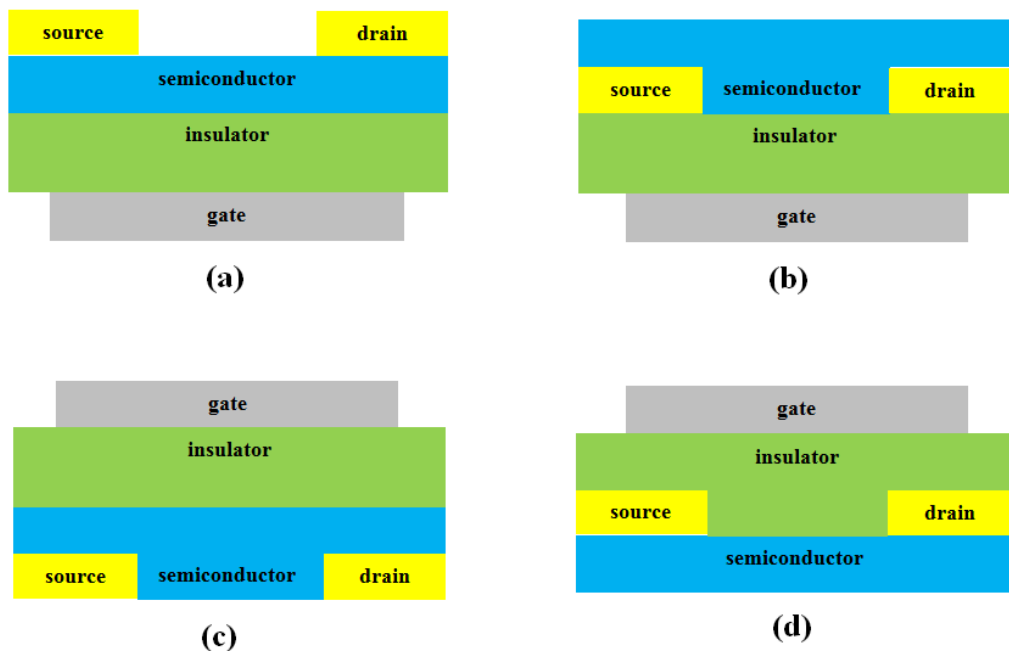 source drain
semiconductor
insulator
gate
(a)
source semiconductor drain
insulator
gate
(b)
gate
insulator
source semiconductor drain
(c)
gate
insulator
source drain
semiconductor
(d)